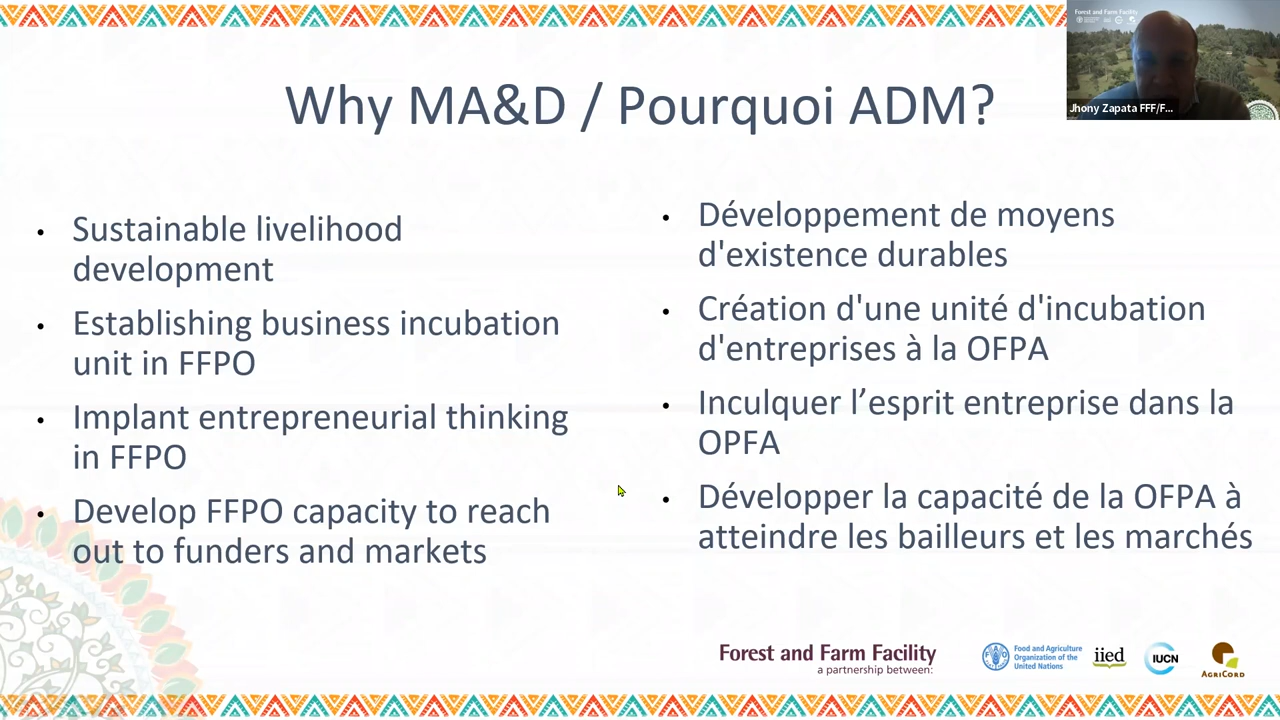 Forest and Farm Facility
Jhony Zapata FFF/F...
Why MA&D / Pourquoi ADM?
• Sustainable livelihood
development
• Establishing business incubation
unit in FFPO
• Implant entrepreneurial thinking
in FFPO
• Develop FFPO capacity to reach
out to funders and markets
• Développement de moyens
d'existence durables
• Création d'une unité d'incubation
d'entreprises à la OFPA
• Inculquer l’esprit entreprise dans la
OPFA
• Développer la capacité de la OFPA à
atteindre les bailleurs et les marchés
Forest and Farm Facility
a partnership between:
Food and Agriculture
Organization of the
United Nations
iied
IUCN
AGRICORD